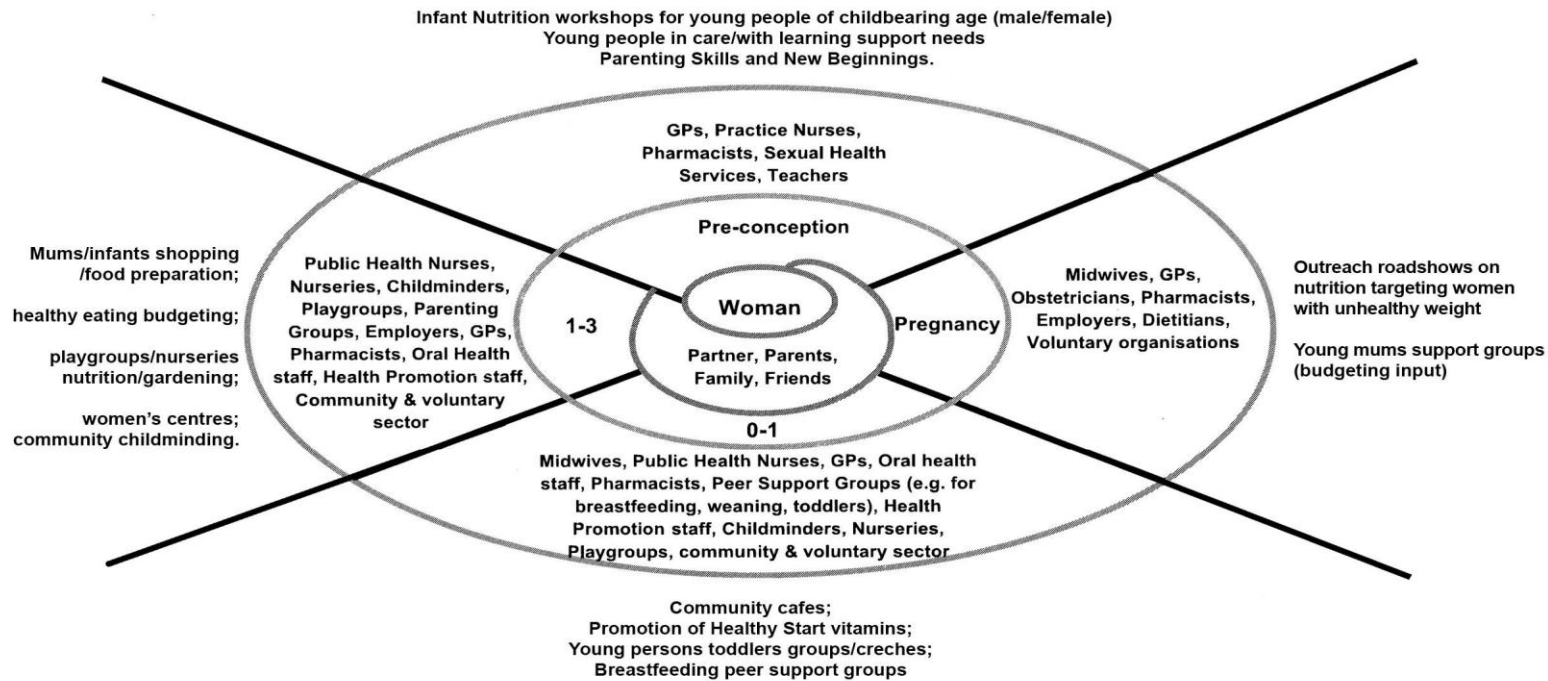 Infant Nutrition workshops for young people of childbearing age (male/female)
Young people in care/with learning support needs
Parenting Skills and New Beginnings.
GPs, Practice Nurses,
Pharmacists, Sexual Health
Services, Teachers
Pre-conception
Mums/infants shopping
/food preparation;
healthy eating budgeting;
playgroups/nurseries
nutrition/gardening;
women's centres;
community childminding.
Public Health Nurses,
Nurseries, Childminders,
Playgroups, Parenting
Groups, Employers, GPs,
Pharmacists, Oral Health
staff, Health Promotion staff,
Community & voluntary
sector
1-3
Woman
Partner, Parents,
Family, Friends
Pregnancy
Midwives, GPs,
Obstetricians, Pharmacists,
Employers, Dietitians,
Voluntary organisations
Outreach roadshows on
nutrition targeting women
with unhealthy weight
Young mums support groups
(budgeting input)
0-1
Midwives, Public Health Nurses, GPs, Oral health
staff, Pharmacists, Peer Support Groups (e.g. for
breastfeeding, weaning, toddlers), Health
Promotion staff, Childminders, Nurseries,
Playgroups, community & voluntary sector
Community cafes;
Promotion of Healthy Start vitamins;
Young persons toddlers groups/creches;
Breastfeeding peer support groups